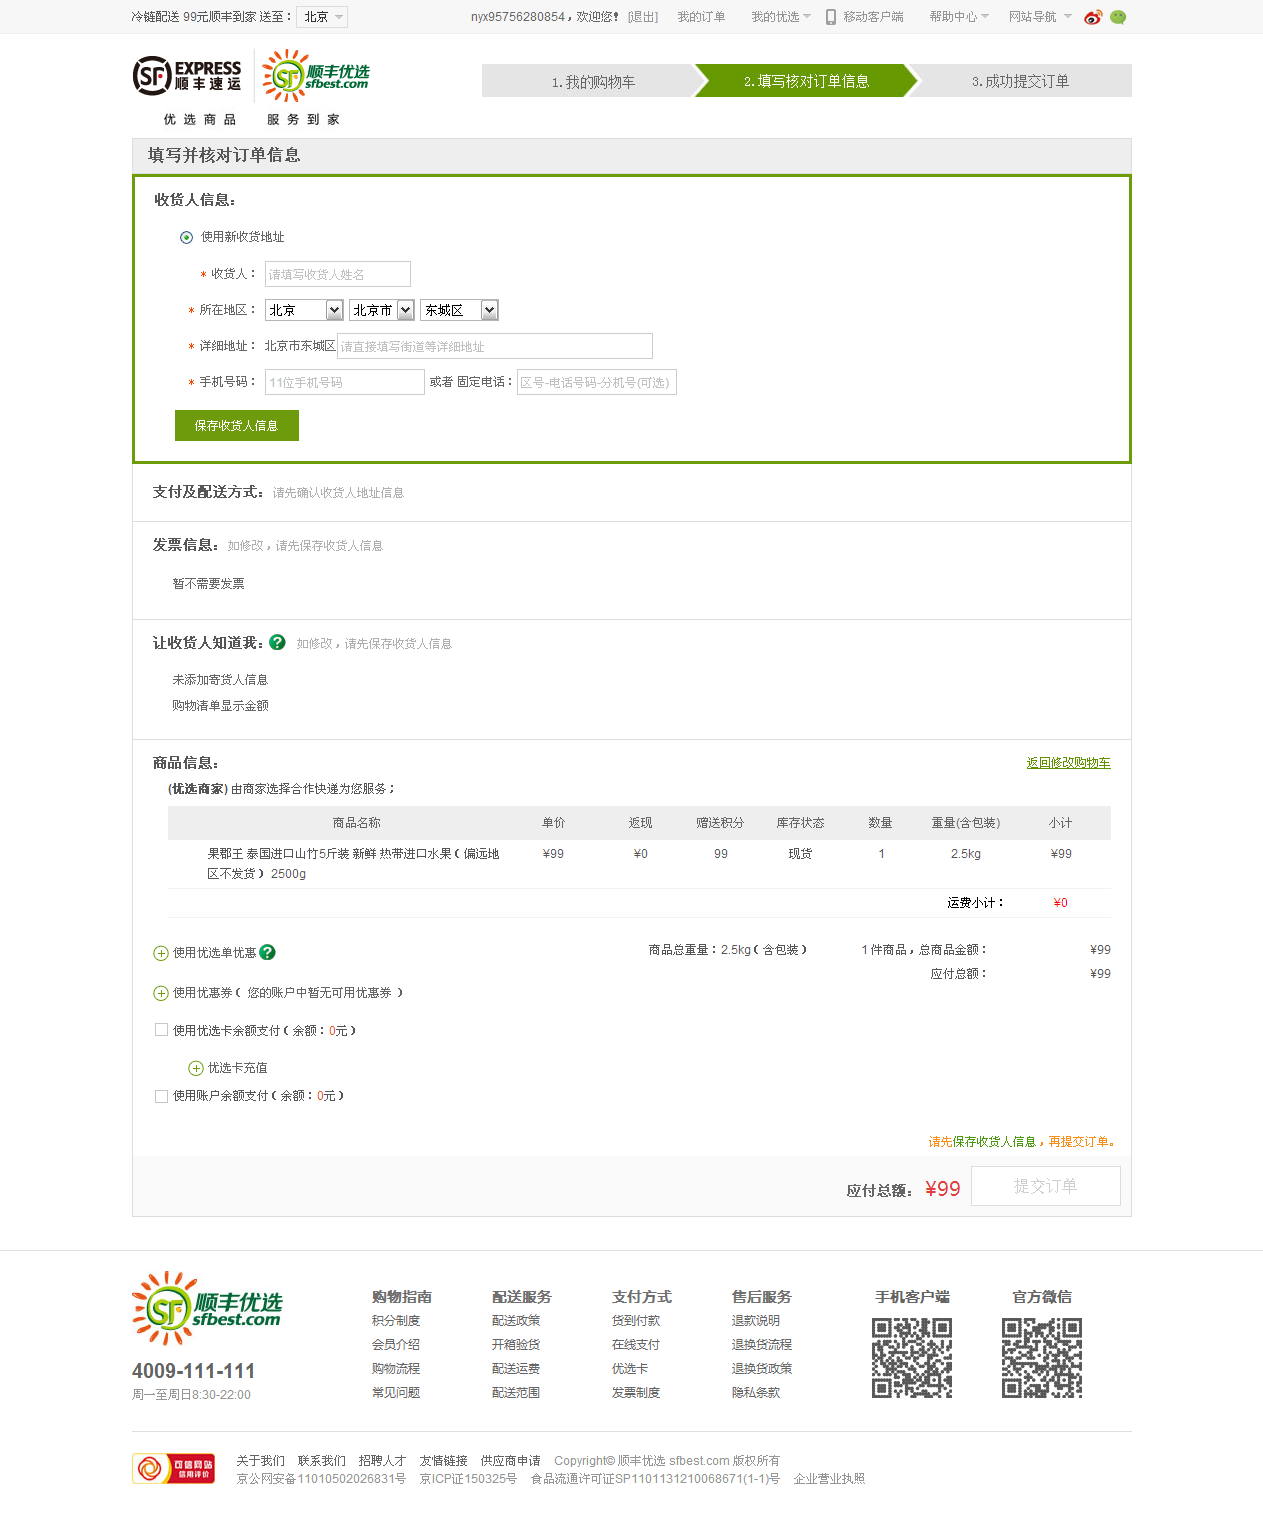 冷链配送 99元顺丰到家 送至： 北京
nyx95756280854，欢迎您！ [退出] 我的订单 我的优选 移动客户端 帮助中心 网站导航
SF EXPRESS 顺丰速运 SF 顺丰优选 sfbest.com
优选商品 服务到家
1.我的购物车 2.填写核对订单信息 3.成功提交订单
填写并核对订单信息
收货人信息：
使用新收货地址
* 收货人： 请填写收货人姓名
* 所在地区： 北京 北京市 东城区
* 详细地址： 北京市东城区 请直接填写街道等详细地址
* 手机号码： 11位手机号码 或者 固定电话： 区号-电话号码-分机号(可选)
保存收货人信息
支付及配送方式： 请先确认收货人地址信息
发票信息： 如修改，请先保存收货人信息
暂不需要发票
让收货人知道我： ? 如修改，请先保存收货人信息
未添加寄货人信息
购物清单显示金额
商品信息： 返回修改购物车
(优选商家) 由商家选择合作快递为您服务；
商品名称 单价 返现 赠送积分 库存状态 数量 重量(含包装) 小计
果郡王 泰国进口山竹5斤装 新鲜 热带进口水果（偏远地 ¥99 ¥0 99 现货 1 2.5kg ¥99
区不发货）2500g
运费小计： ¥0
使用优选单优惠 ? 商品总重量：2.5kg（含包装） 1件商品，总商品金额： ¥99
应付总额： ¥99
使用优惠券（ 您的账户中暂无可用优惠券 ）
使用优选卡余额支付（余额：0元）
优选卡充值
使用账户余额支付（余额：0元）
请先保存收货人信息，再提交订单。
应付总额： ¥99 提交订单
SF 顺丰优选 sfbest.com
购物指南 配送服务 支付方式 售后服务 手机客户端 官方微信
积分制度 配送政策 货到付款 退款说明
会员介绍 开箱验货 在线支付 退换货流程
购物流程 配送运费 优选卡 退换货政策
常见问题 配送范围 发票制度 隐私条款
4009-111-111
周一至周日8:30-22:00
可信网站 信用评价
关于我们 联系我们 招聘人才 友情链接 供应商申请 Copyright© 顺丰优选 sfbest.com 版权所有
京公网安备11010502026831号 京ICP证150325号 食品流通许可证SP1101131210068671(1-1)号 企业营业执照